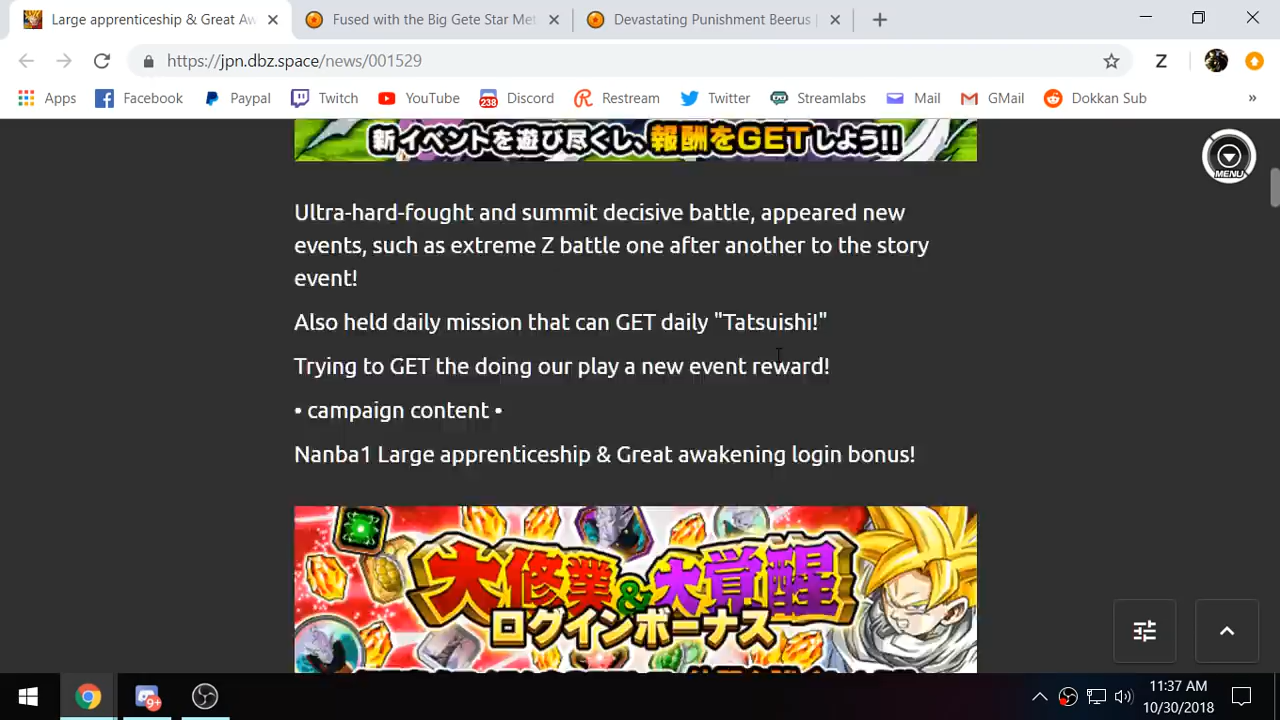 Large apprenticeship & Great Aw
Fused with the Big Gete Star Met
Devastating Punishment Beerus |
https://jpn.dbz.space/news/001529
Z
Apps
Facebook
Paypal
Twitch
YouTube
238
Discord
Restream
Twitter
Streamlabs
Mail
GMail
Dokkan Sub
»
新イベントを遊び尽くし、報酬をGETしよう!!
MENU
Ultra-hard-fought and summit decisive battle, appeared new
events, such as extreme Z battle one after another to the story
event!
Also held daily mission that can GET daily "Tatsuishi!"
Trying to GET the doing our play a new event reward!
• campaign content •
Nanba1 Large apprenticeship & Great awakening login bonus!
大修業&大覚醒
ログインボーナス
9+
11:37 AM
10/30/2018